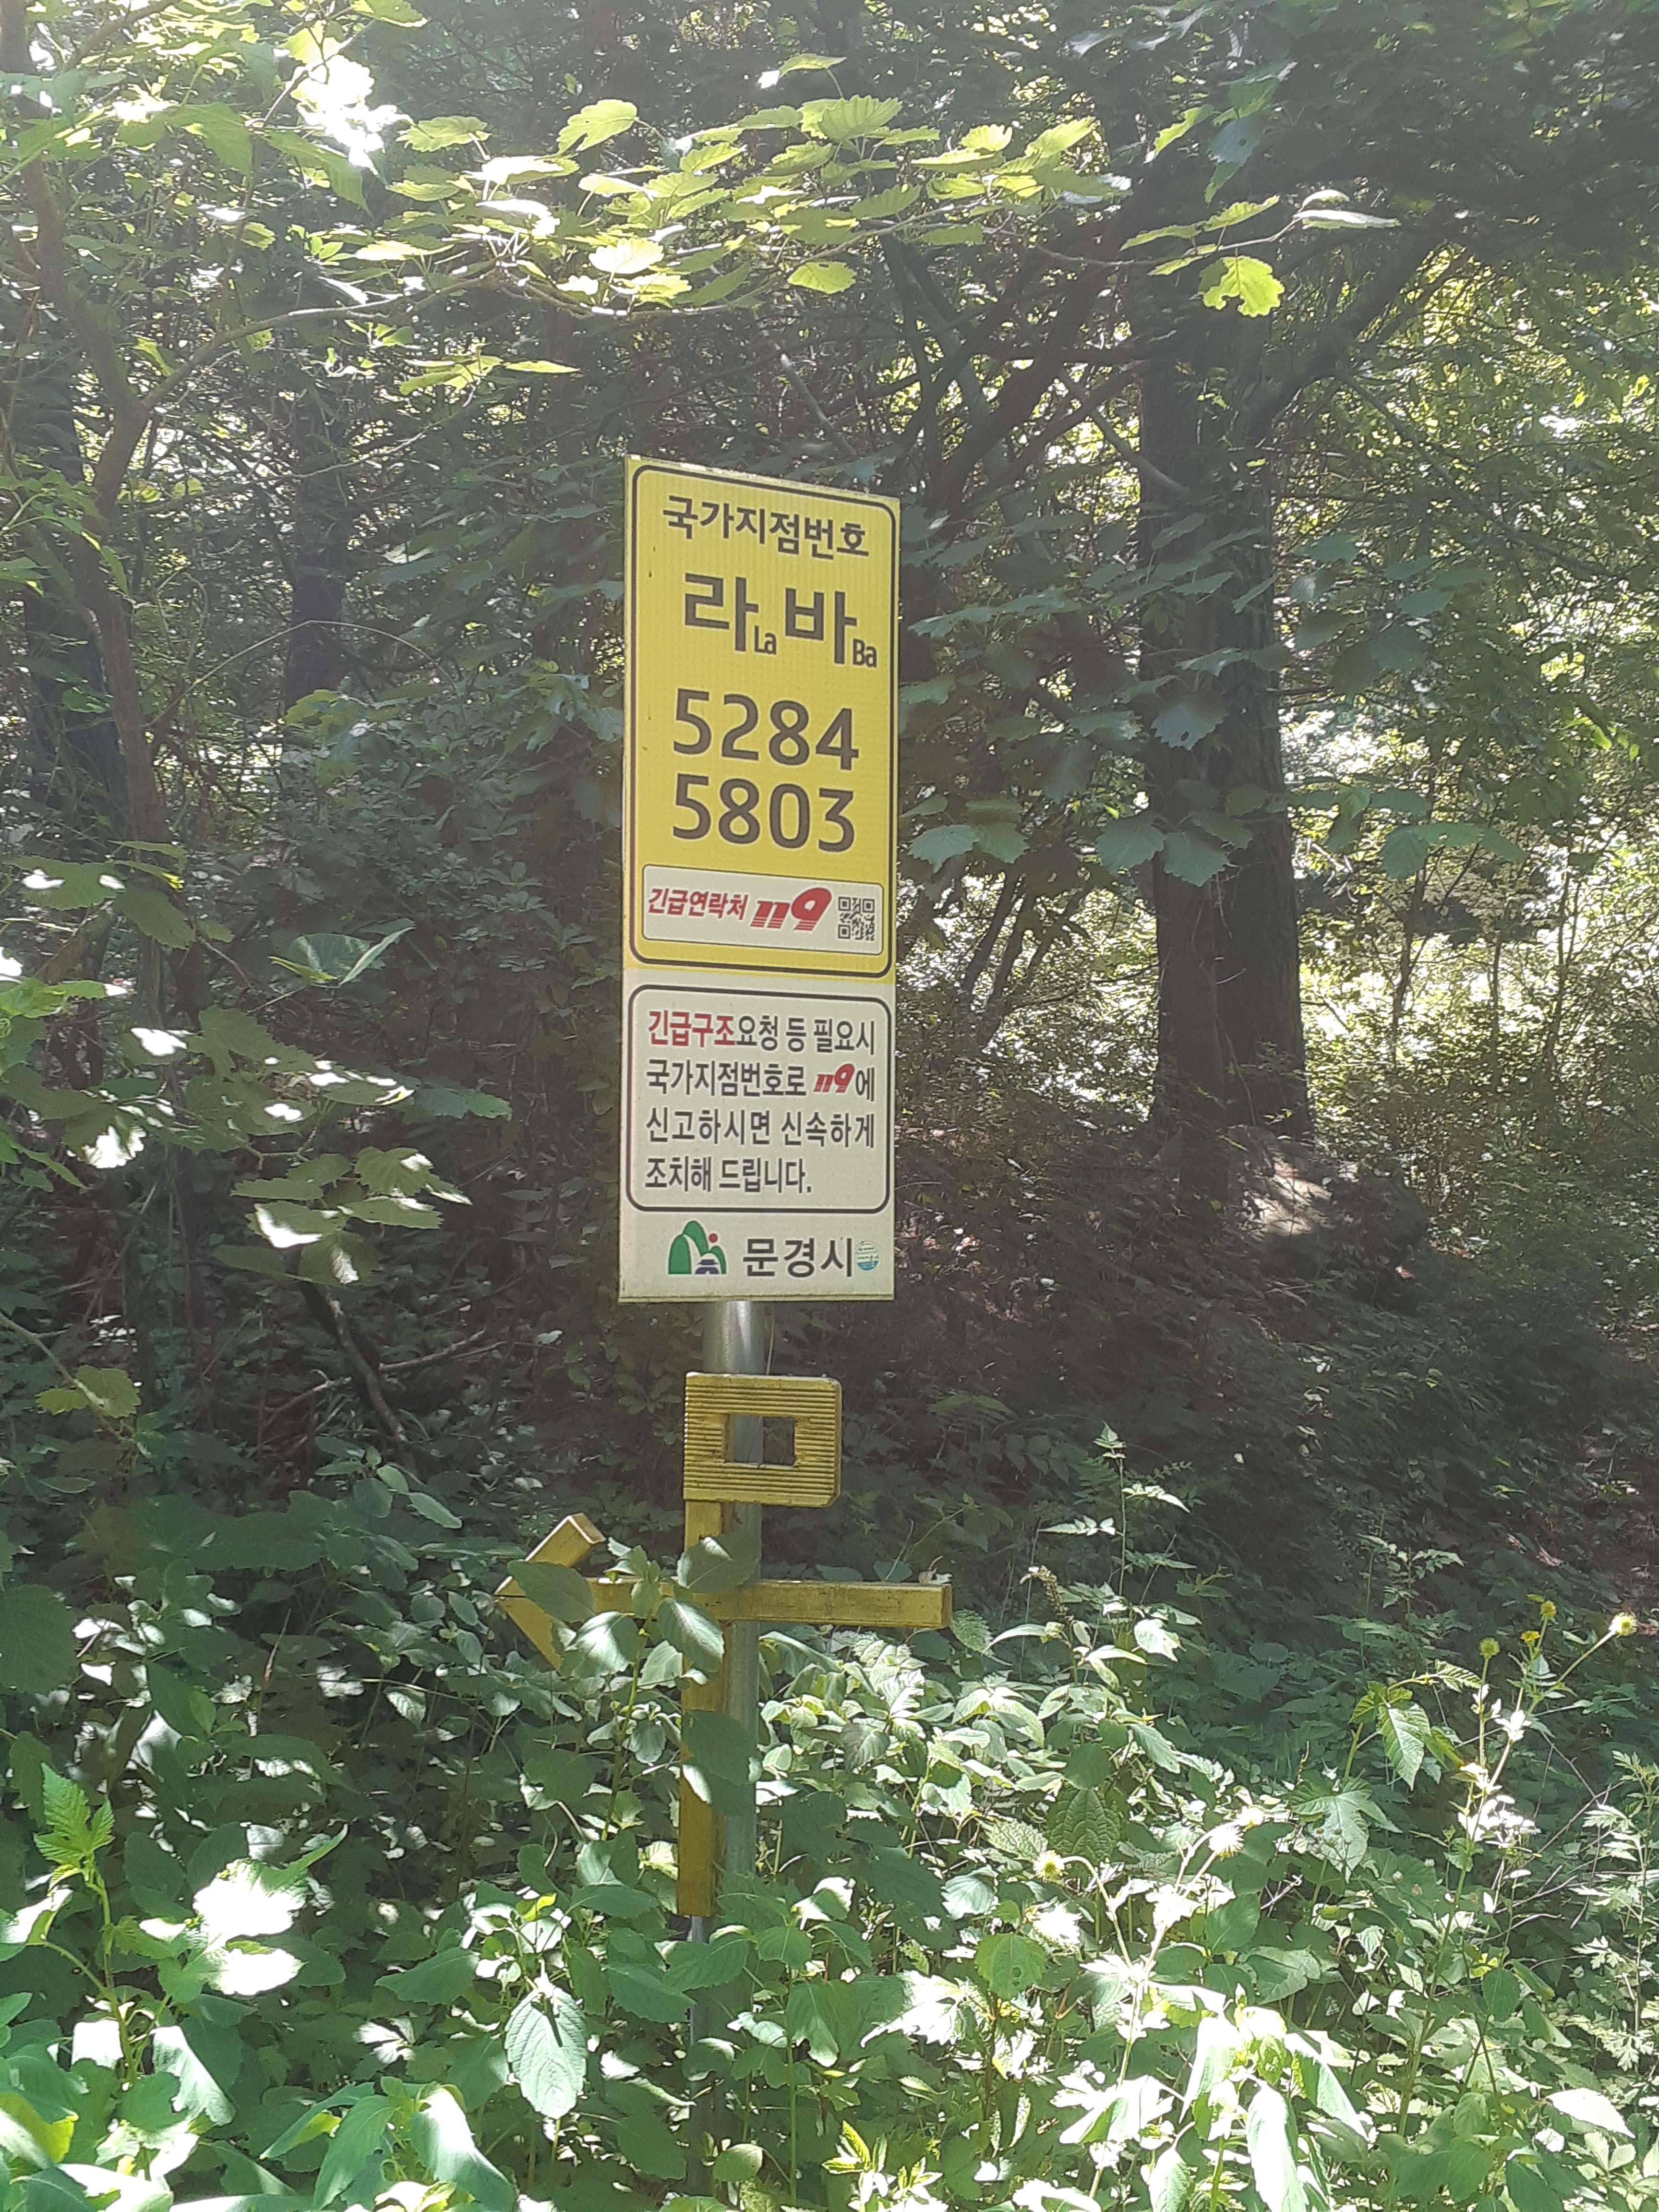 국가지점번호
라La 바Ba
5284
5803
긴급연락처 119
긴급구조요청 등 필요시
국가지점번호로 119에
신고하시면 신속하게
조치해 드립니다.
문경시